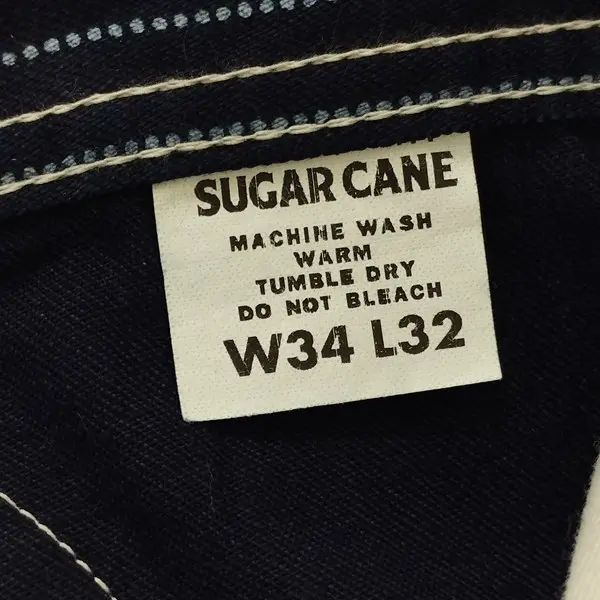 SUGAR CANE
MACHINE WASH
WARM
TUMBLE DRY
DO NOT BLEACH
W34 L32